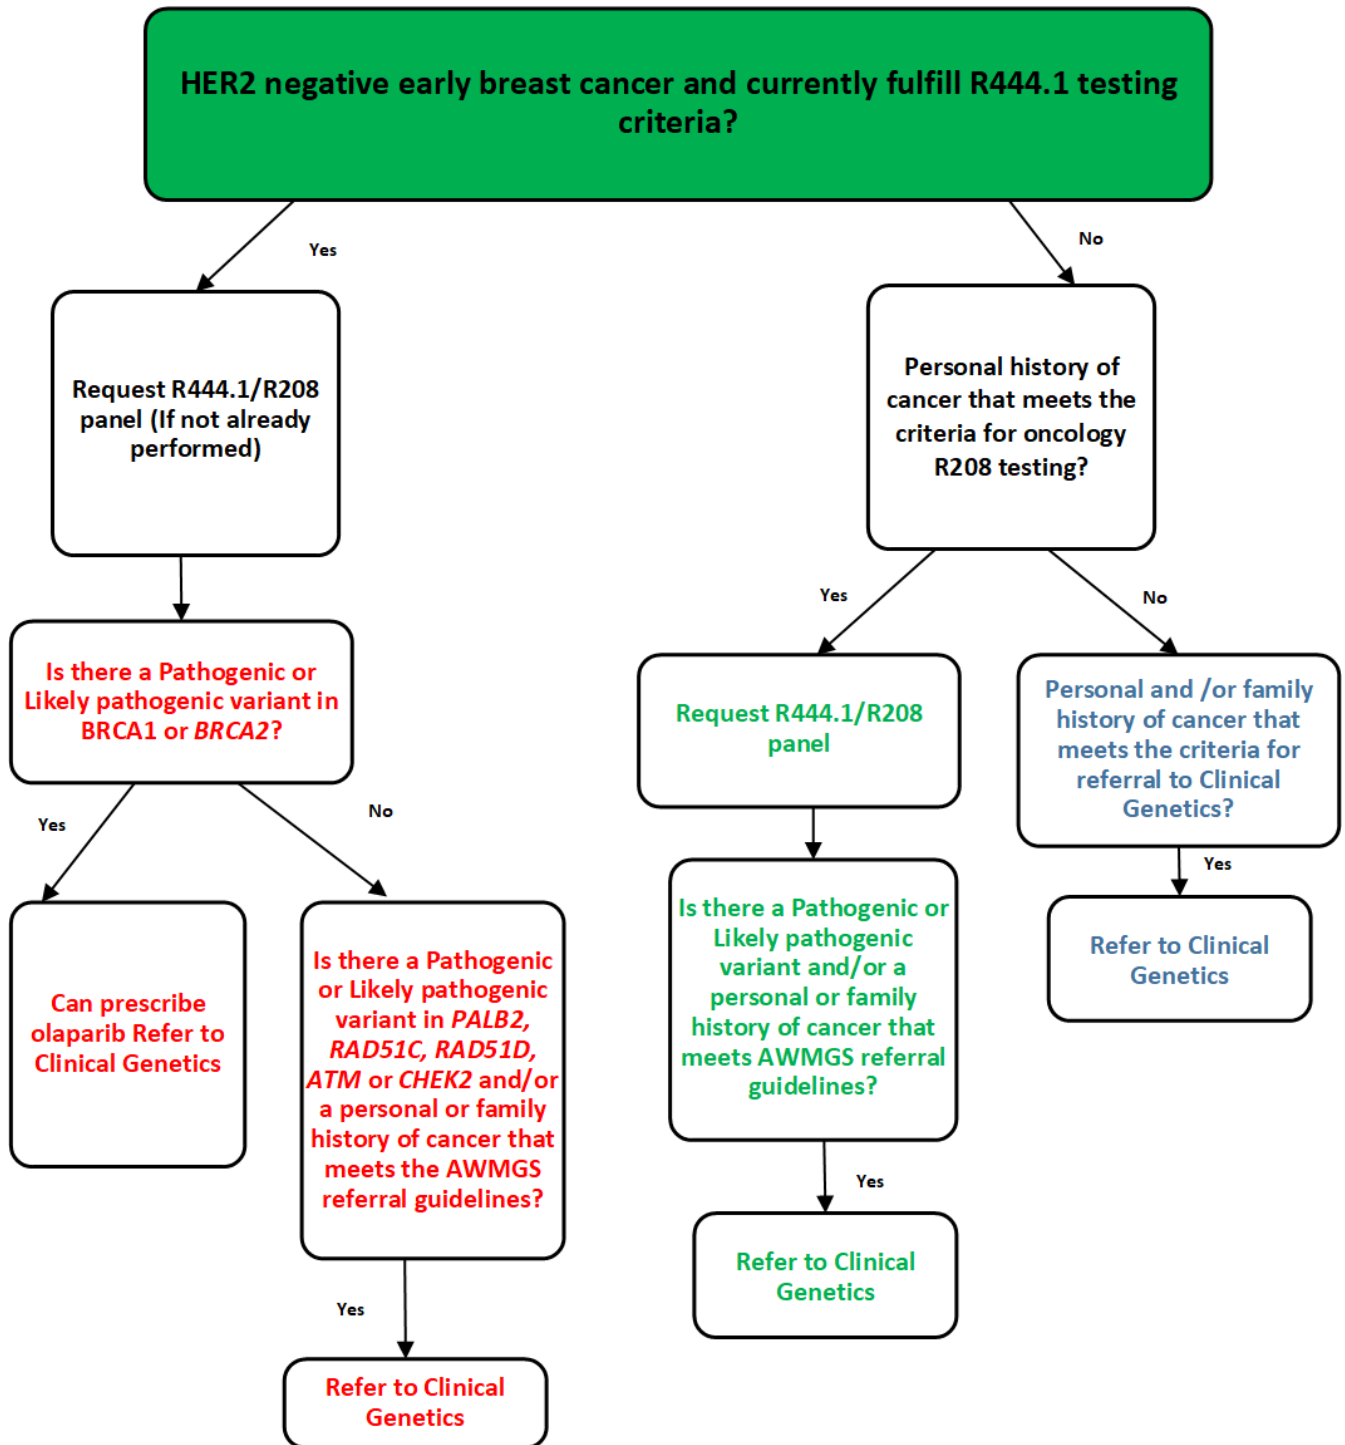 HER2 negative early breast cancer and currently fulfill R444.1 testing
criteria?
Yes
No
Request R444.1/R208
panel (If not already
performed)
Personal history of
cancer that meets the
criteria for oncology
R208 testing?
Yes
No
Is there a Pathogenic or
Likely pathogenic variant in
BRCA1 or BRCA2?
Request R444.1/R208
panel
Personal and /or family
history of cancer that
meets the criteria for
referral to Clinical
Genetics?
Yes
No
Yes
Can prescribe
olaparib Refer to
Clinical Genetics
Is there a Pathogenic
or Likely pathogenic
variant in PALB2,
RAD51C, RAD51D,
ATM or CHEK2 and/or
a personal or family
history of cancer that
meets the AWMGS
referral guidelines?
Is there a Pathogenic or
Likely pathogenic
variant and/or a
personal or family
history of cancer that
meets AWMGS referral
guidelines?
Refer to Clinical
Genetics
Yes
Refer to Clinical
Genetics
Yes
Refer to Clinical
Genetics